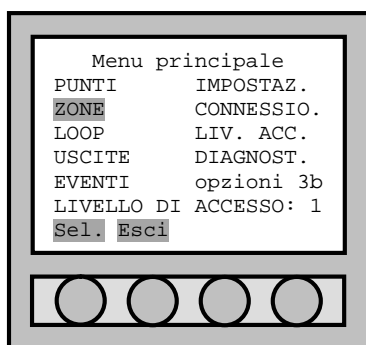 Menu principale
PUNTI IMPOSTAZ.
ZONE CONNESSIO.
LOOP LIV. ACC.
USCITE DIAGNOST.
EVENTI opzioni 3b
LIVELLO DI ACCESSO: 1
Sel. Esci